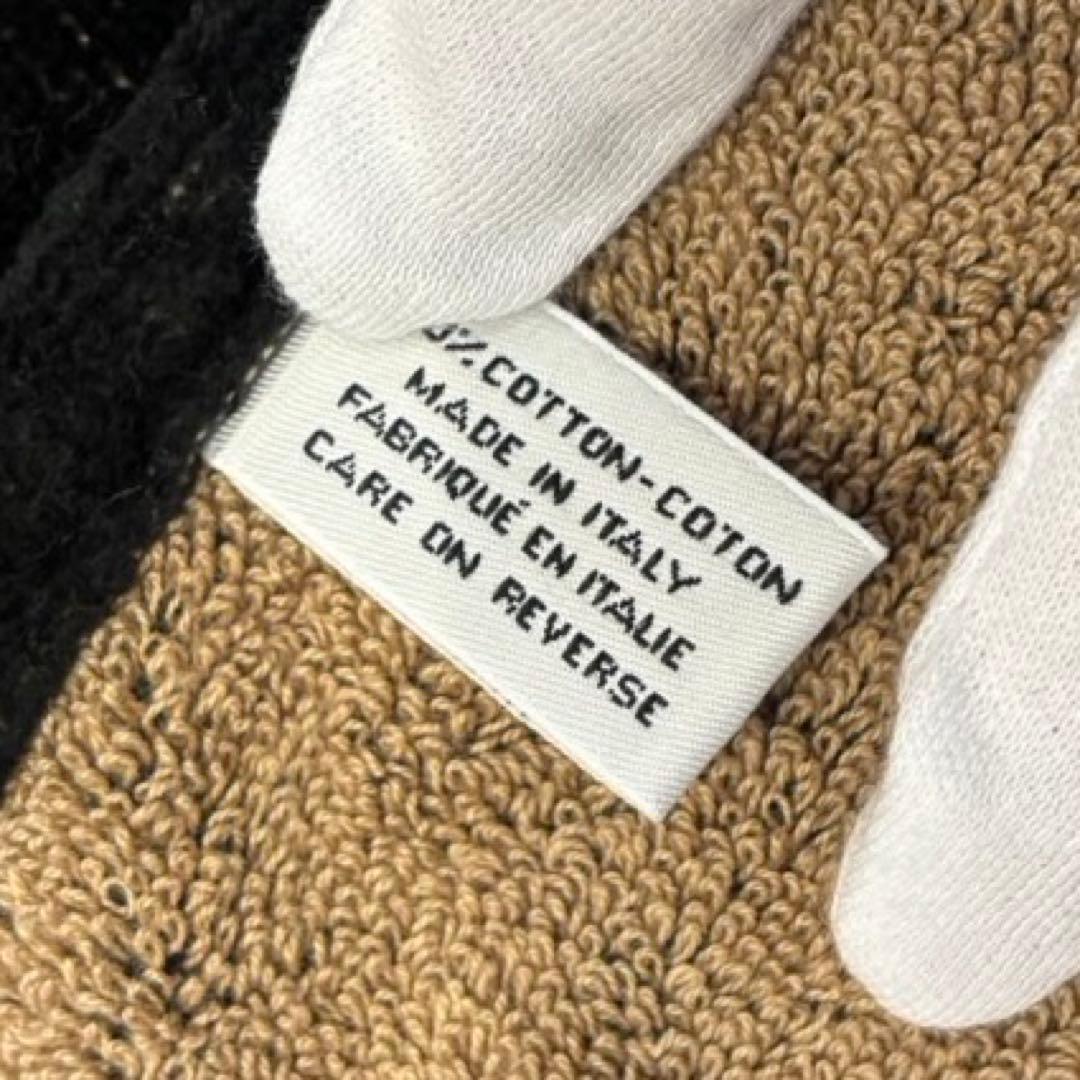 % COTTON-COTON
MADE IN ITALY
FABRIQUÉ EN ITALIE
CARE ON REVERSE